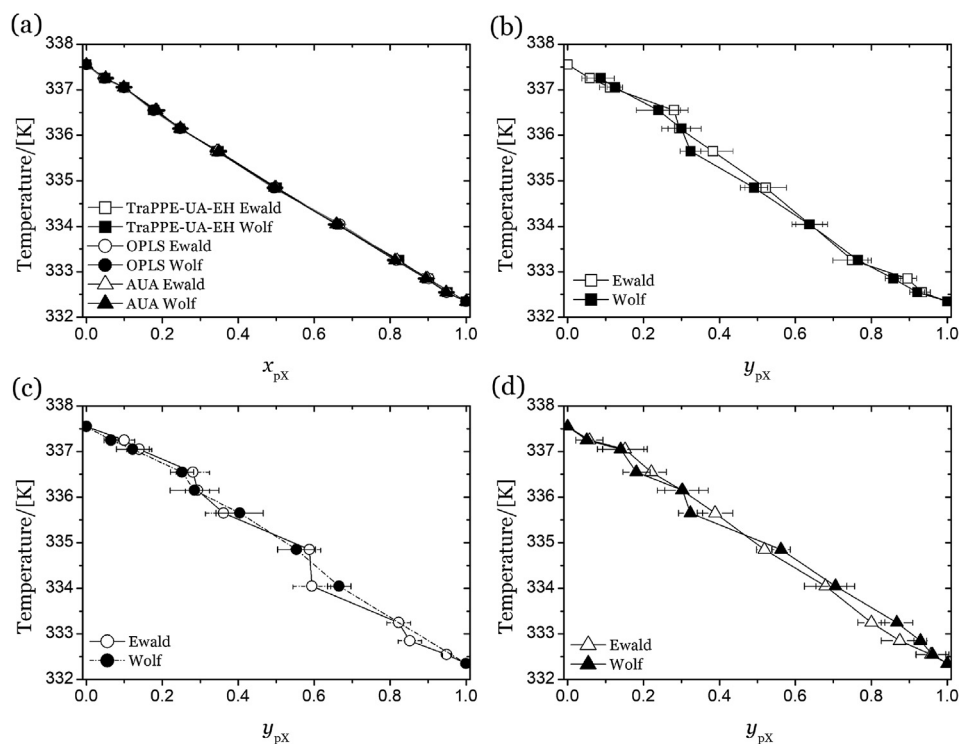 (a)
338
337
336
335
334
333
332
Temperature/[K]
TraPPE-UA-EH Ewald
TraPPE-UA-EH Wolf
OPLS Ewald
OPLS Wolf
AUA Ewald
AUA Wolf
0.0 0.2 0.4 0.6 0.8 1.0
xpX
(b)
338
337
336
335
334
333
332
Temperature/[K]
Ewald
Wolf
0.0 0.2 0.4 0.6 0.8 1.0
ypX
(c)
338
337
336
335
334
333
332
Temperature/[K]
Ewald
Wolf
0.0 0.2 0.4 0.6 0.8 1.0
ypX
(d)
338
337
336
335
334
333
332
Temperature/[K]
Ewald
Wolf
0.0 0.2 0.4 0.6 0.8 1.0
ypX